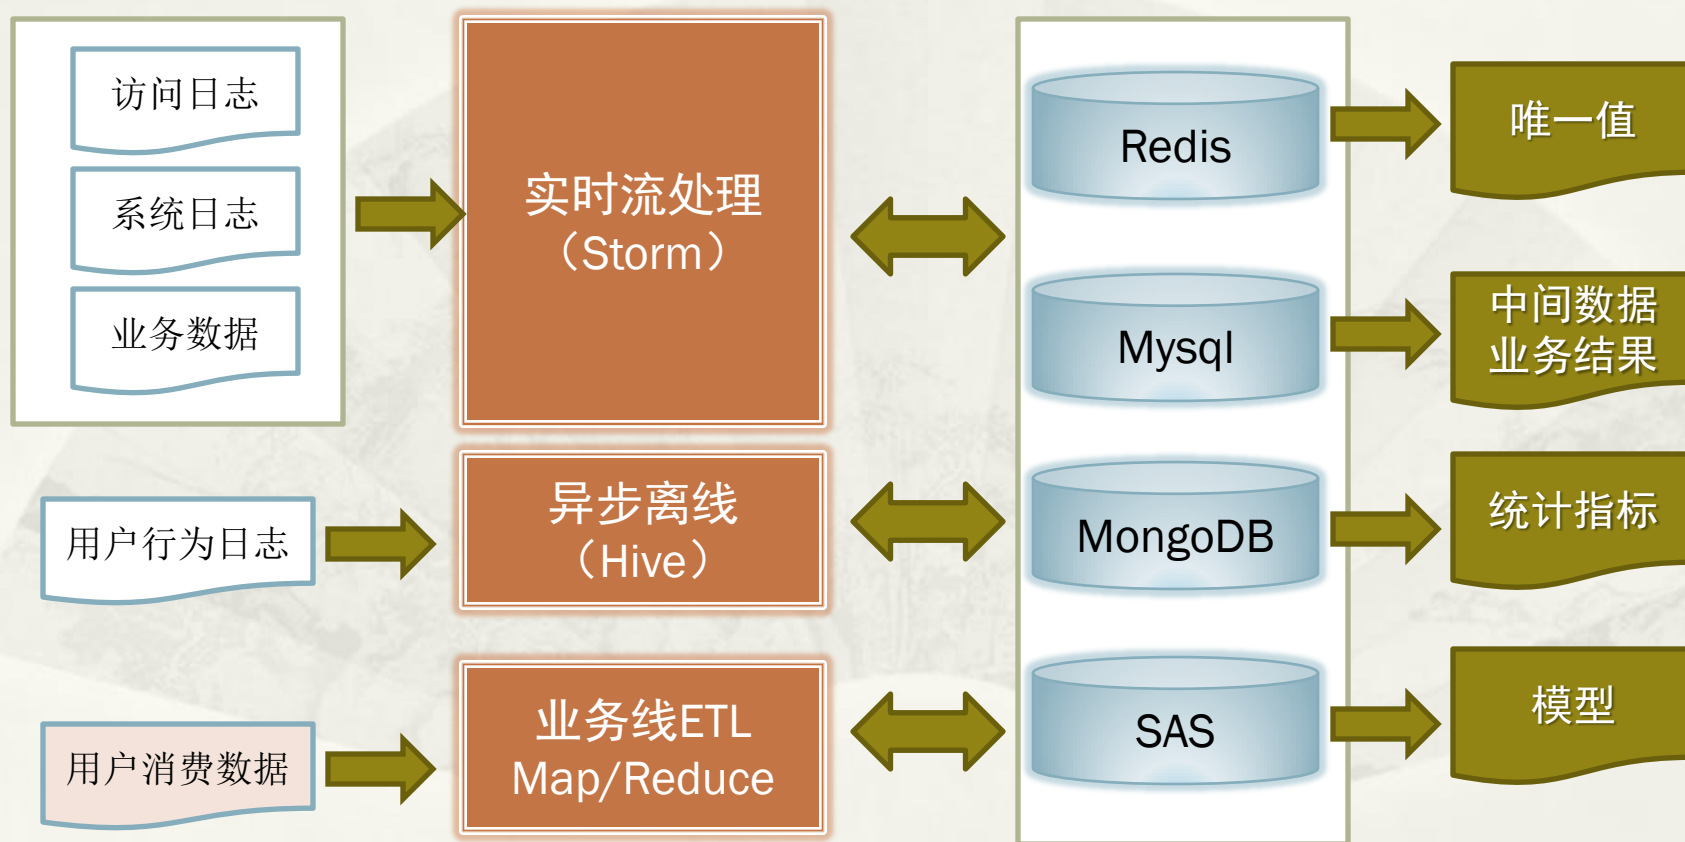 访问日志
系统日志
业务数据
用户行为日志
用户消费数据
实时流处理
（Storm）
异步离线
（Hive）
业务线ETL
Map/Reduce
Redis
Mysql
MongoDB
SAS
唯一值
中间数据
业务结果
统计指标
模型